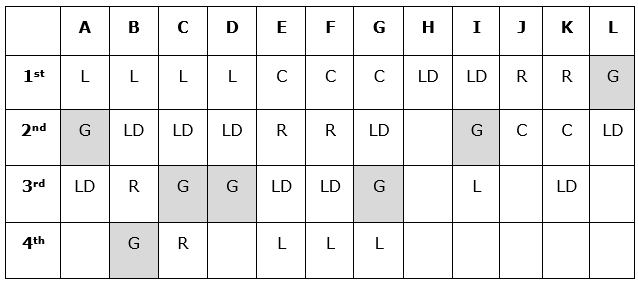 A B C D E F G H I J K L
1st L L L L C C C LD LD R R G
2nd G LD LD LD R R LD G C C LD
3rd LD R G G LD LD G L LD
4th G R L L L